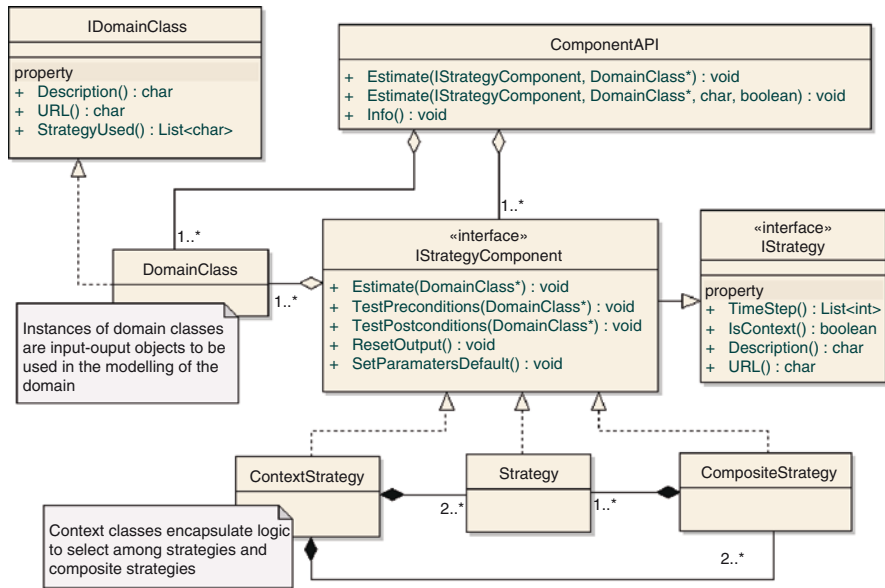 IDomainClass
property
+ Description() : char
+ URL() : char
+ StrategyUsed() : List<char>
ComponentAPI
+ Estimate(IStrategyComponent, DomainClass*) : void
+ Estimate(IStrategyComponent, DomainClass*, char, boolean) : void
+ Info() : void
1..*
1..*
DomainClass
1..*
Instances of domain classes
are input-ouput objects to be
used in the modelling of the
domain
«interface»
IStrategyComponent
+ Estimate(DomainClass*) : void
+ TestPreconditions(DomainClass*) : void
+ TestPostconditions(DomainClass*) : void
+ ResetOutput() : void
+ SetParamatersDefault() : void
«interface»
IStrategy
property
+ TimeStep() : List<int>
+ IsContext() : boolean
+ Description() : char
+ URL() : char
ContextStrategy
2..*
Strategy
1..*
CompositeStrategy
2..*
Context classes encapsulate logic
to select among strategies and
composite strategies